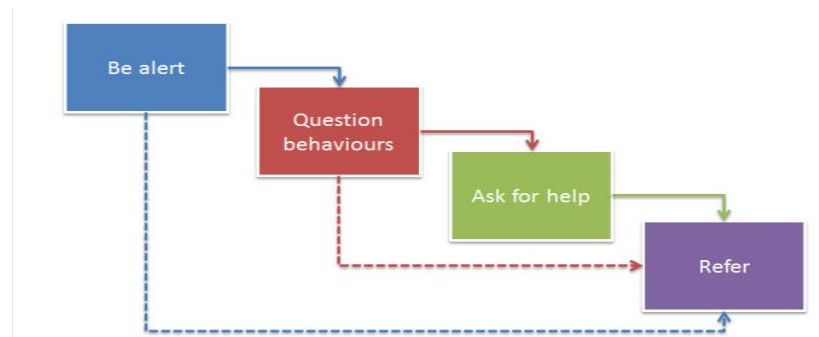 Be alert
Question
behaviours
Ask for help
Refer